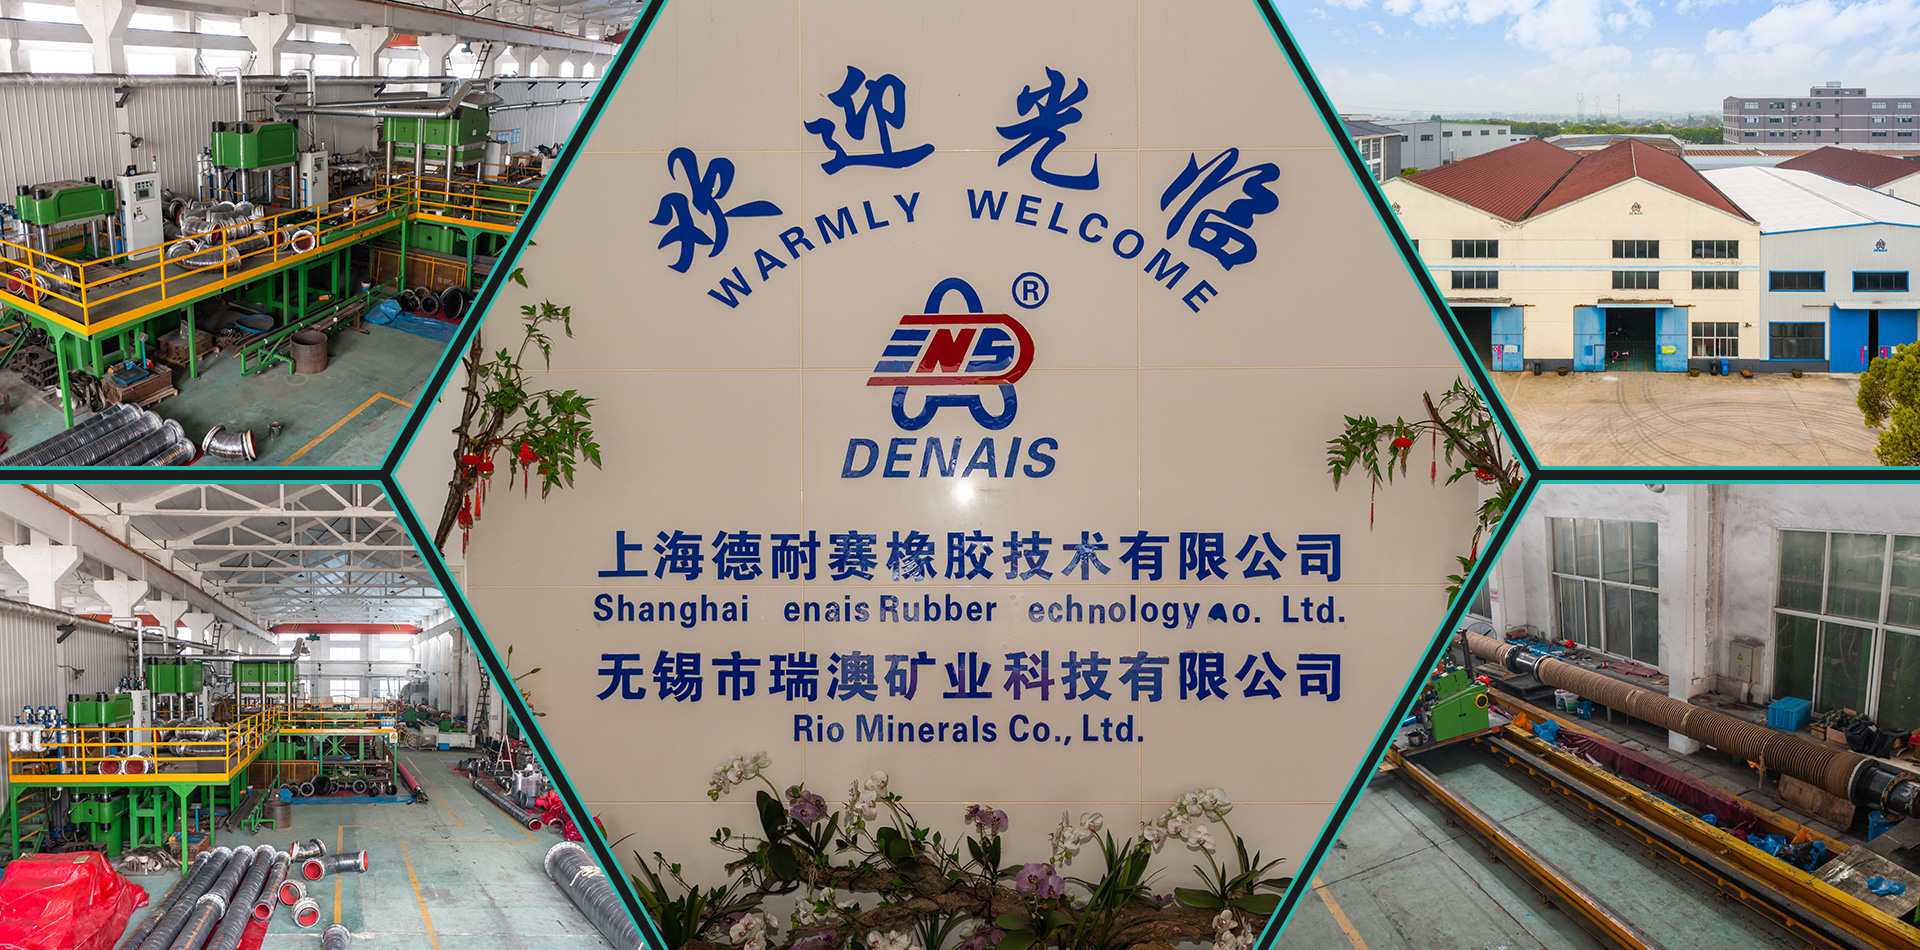 欢迎光临
WARMLY WELCOME
®
ENS
DENAIS
上海德耐赛橡胶技术有限公司
Shanghai enais Rubber echnology o. Ltd.
无锡市瑞澳矿业科技有限公司
Rio Minerals Co., Ltd.